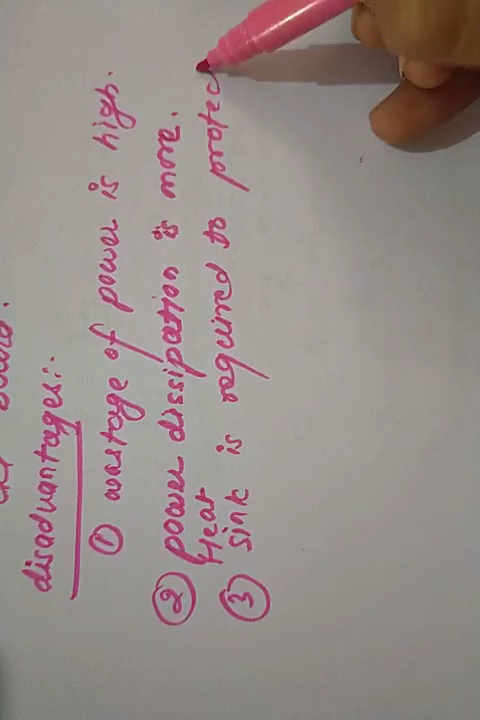 disadvantages:-
① wastage of power is high.
② power dissipation is more.
Heat
③ sink is required to protec